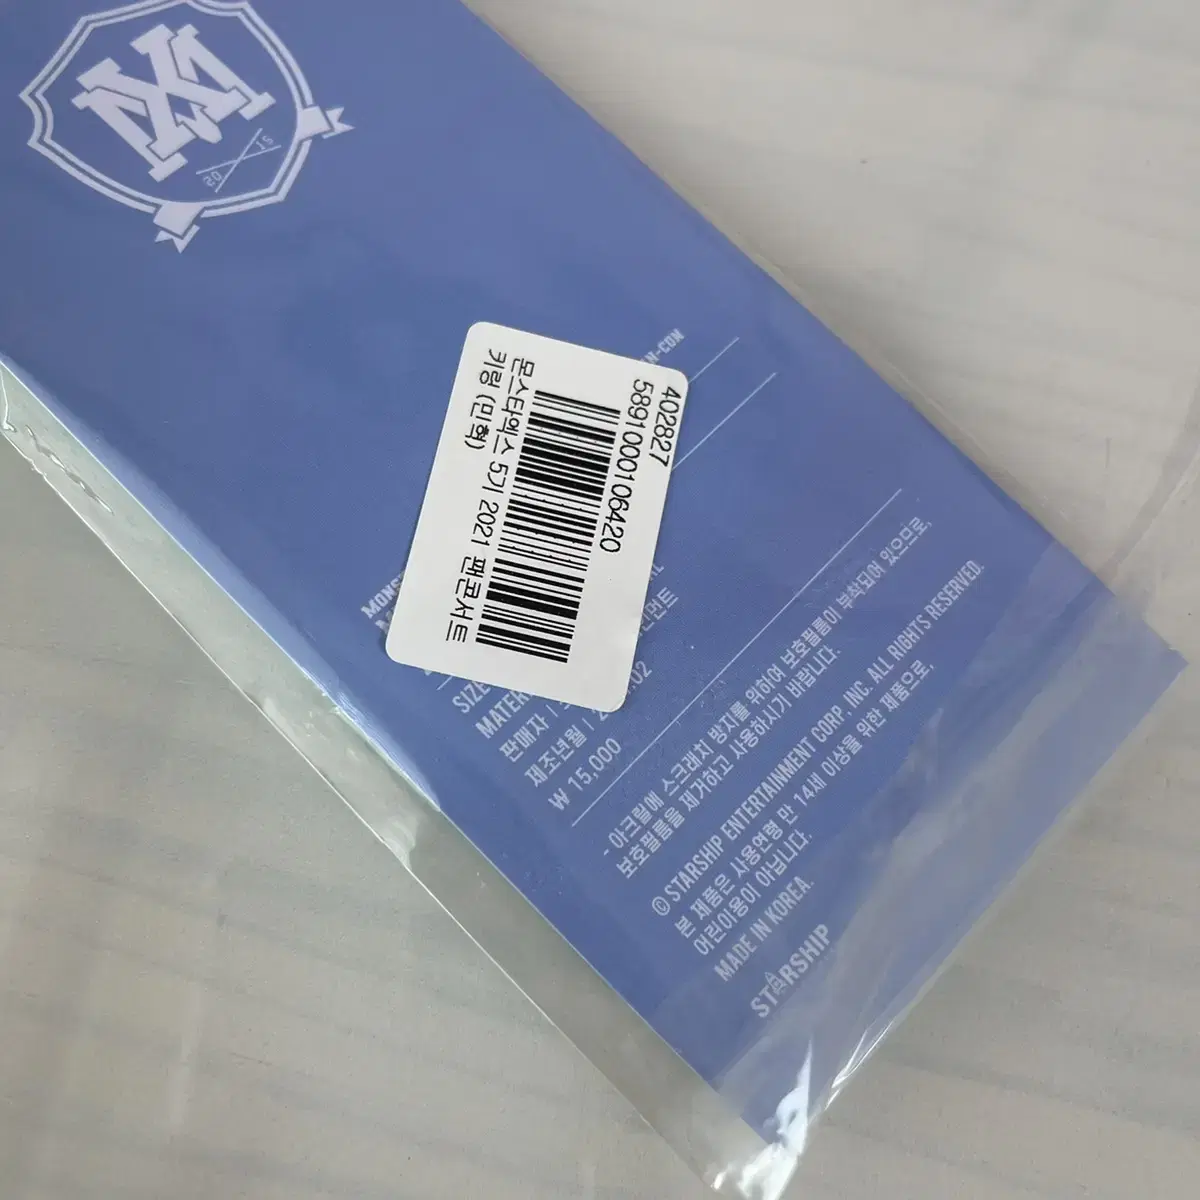 20 15
AN-CON
402827
5891000106420
몬스타엑스 5기 2021 팬콘서트
키링 (민혁)
판매자 |
제조년월 |
₩ 15,000
- 아크릴에 스크래치 방지를 위하여 보호필름이 부착되어 있으므로,
보호필름을 제거하고 사용하시기 바랍니다.
© STARSHIP ENTERTAINMENT CORP, INC. ALL RIGHTS RESERVED.
본 제품은 사용연령 만 14세 이상을 위한 제품으로,
어린이용이 아닙니다.
MADE IN KOREA.
STARSHIP